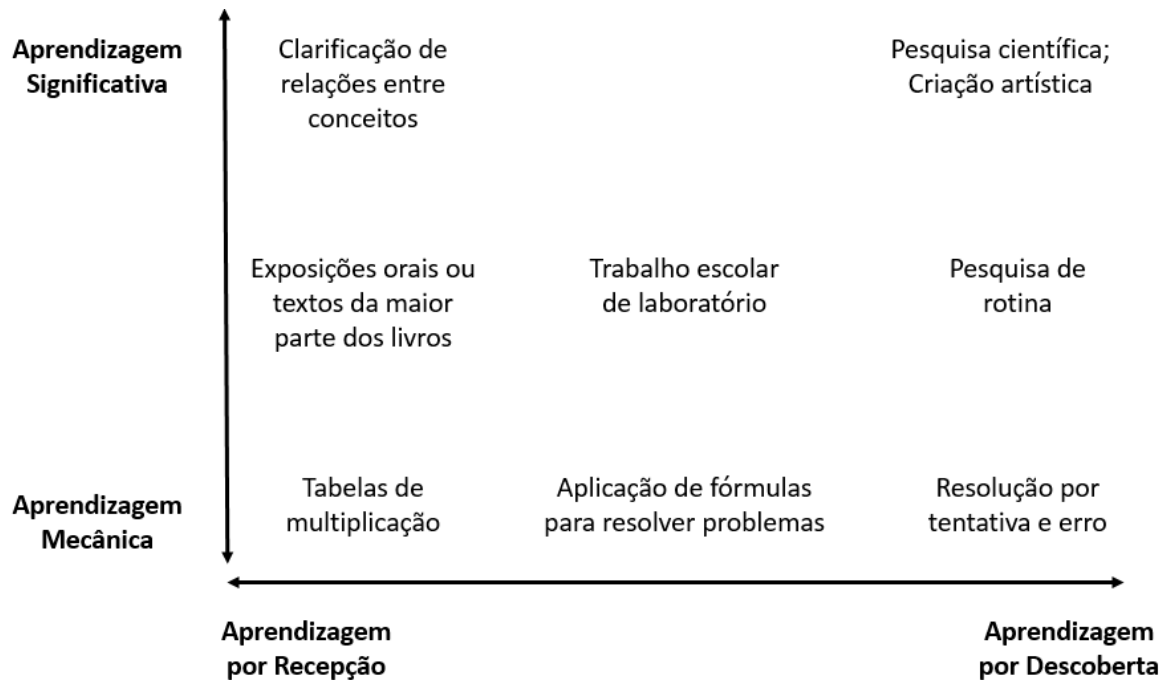 Aprendizagem
Significativa
Clarificação de
relações entre
conceitos
Pesquisa científica;
Criação artística
Exposições orais ou
textos da maior
parte dos livros
Trabalho escolar
de laboratório
Pesquisa de
rotina
Aprendizagem
Mecânica
Tabelas de
multiplicação
Aplicação de fórmulas
para resolver problemas
Resolução por
tentativa e erro
Aprendizagem
por Recepção
Aprendizagem
por Descoberta